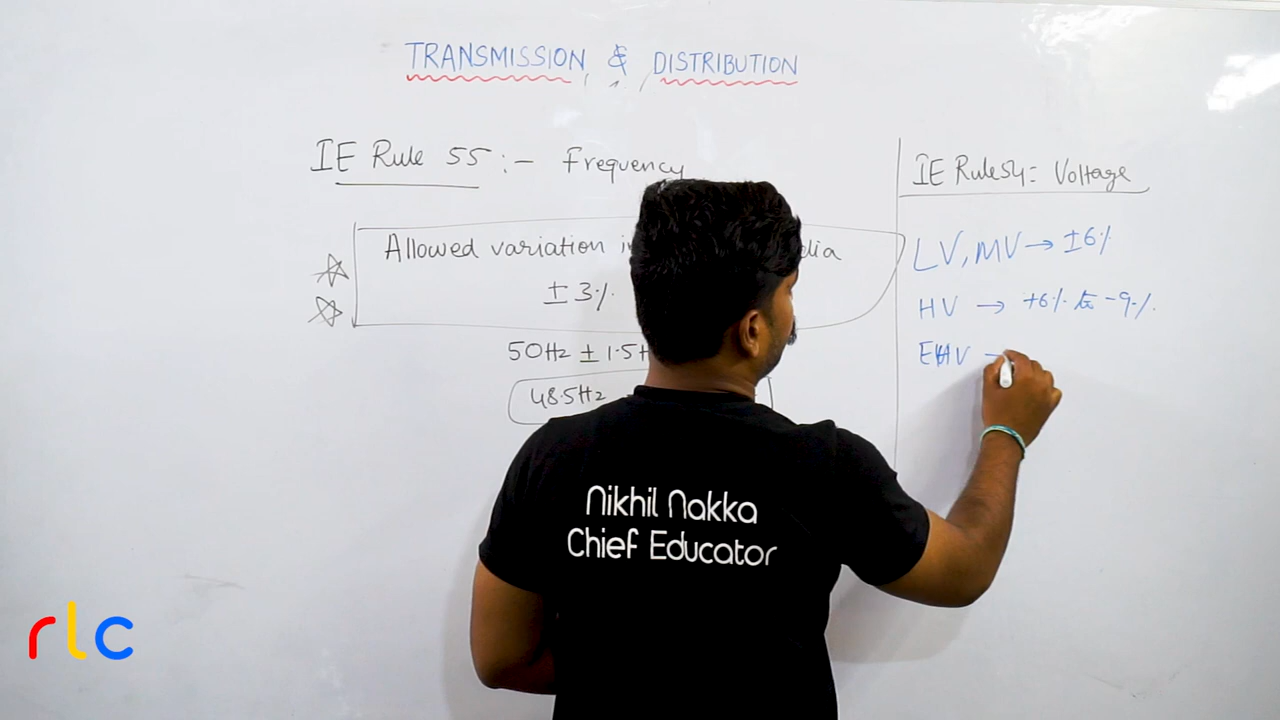 TRANSMISSION & DISTRIBUTION
IE Rule 55 :- Frequency
Allowed variation in dia
± 3%
50Hz ± 1.5H
48.5Hz
IE Rule 54:= Voltage
LV, MV → ±6%
HV → +6% to -9%.
EHV →
Nikhil Nakka
Chief Educator
rlc